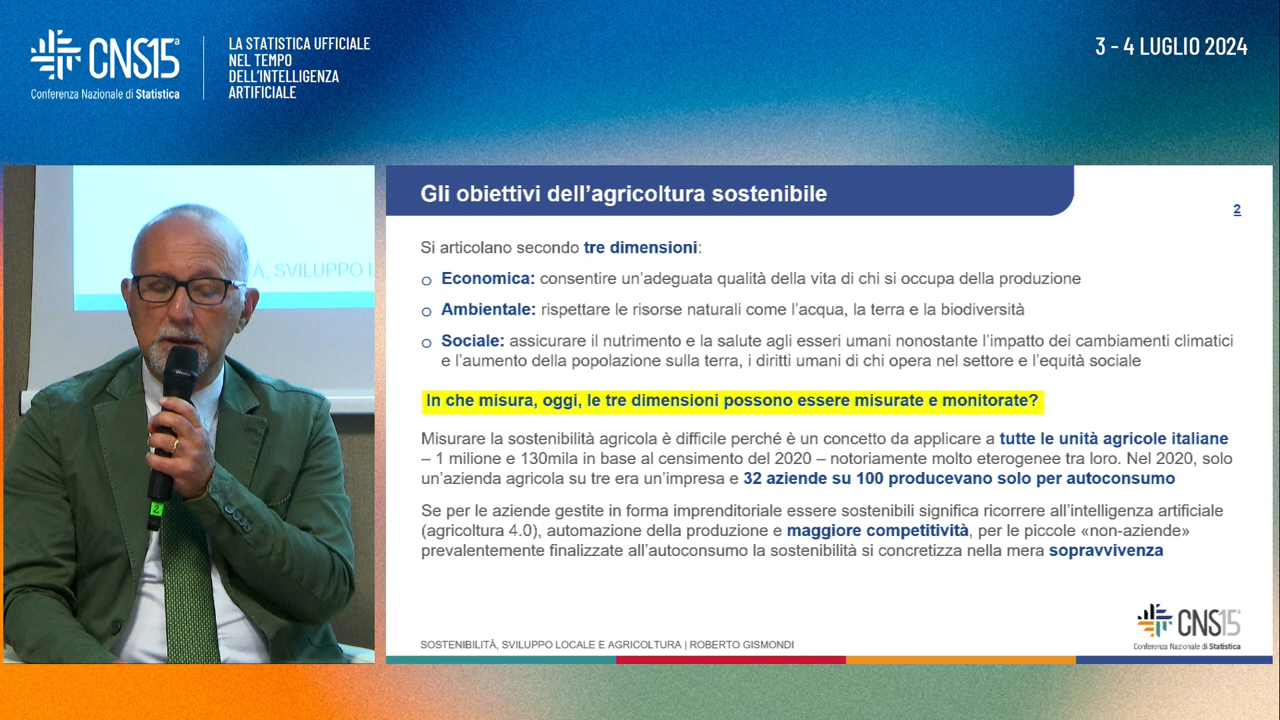 CNS15ª
Conferenza Nazionale di Statistica
LA STATISTICA UFFICIALE
NEL TEMPO
DELL'INTELLIGENZA
ARTIFICIALE
3 - 4 LUGLIO 2024
À, SVILUPPO L
2
Gli obiettivi dell'agricoltura sostenibile
2
Si articolano secondo tre dimensioni:
o Economica: consentire un'adeguata qualità della vita di chi si occupa della produzione
o Ambientale: rispettare le risorse naturali come l'acqua, la terra e la biodiversità
o Sociale: assicurare il nutrimento e la salute agli esseri umani nonostante l'impatto dei cambiamenti climatici
e l'aumento della popolazione sulla terra, i diritti umani di chi opera nel settore e l'equità sociale
In che misura, oggi, le tre dimensioni possono essere misurate e monitorate?
Misurare la sostenibilità agricola è difficile perché è un concetto da applicare a tutte le unità agricole italiane
– 1 milione e 130mila in base al censimento del 2020 – notoriamente molto eterogenee tra loro. Nel 2020, solo
un'azienda agricola su tre era un'impresa e 32 aziende su 100 producevano solo per autoconsumo
Se per le aziende gestite in forma imprenditoriale essere sostenibili significa ricorrere all'intelligenza artificiale
(agricoltura 4.0), automazione della produzione e maggiore competitività, per le piccole «non-aziende»
prevalentemente finalizzate all'autoconsumo la sostenibilità si concretizza nella mera sopravvivenza
SOSTENIBILITÀ, SVILUPPO LOCALE E AGRICOLTURA | ROBERTO GISMONDI
CNS15
Conferenza Nazionale di Statistica